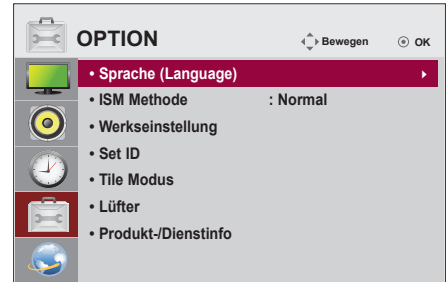 OPTION
Bewegen
OK
• Sprache (Language)
• ISM Methode : Normal
• Werkseinstellung
• Set ID
• Tile Modus
• Lüfter
• Produkt-/Dienstinfo